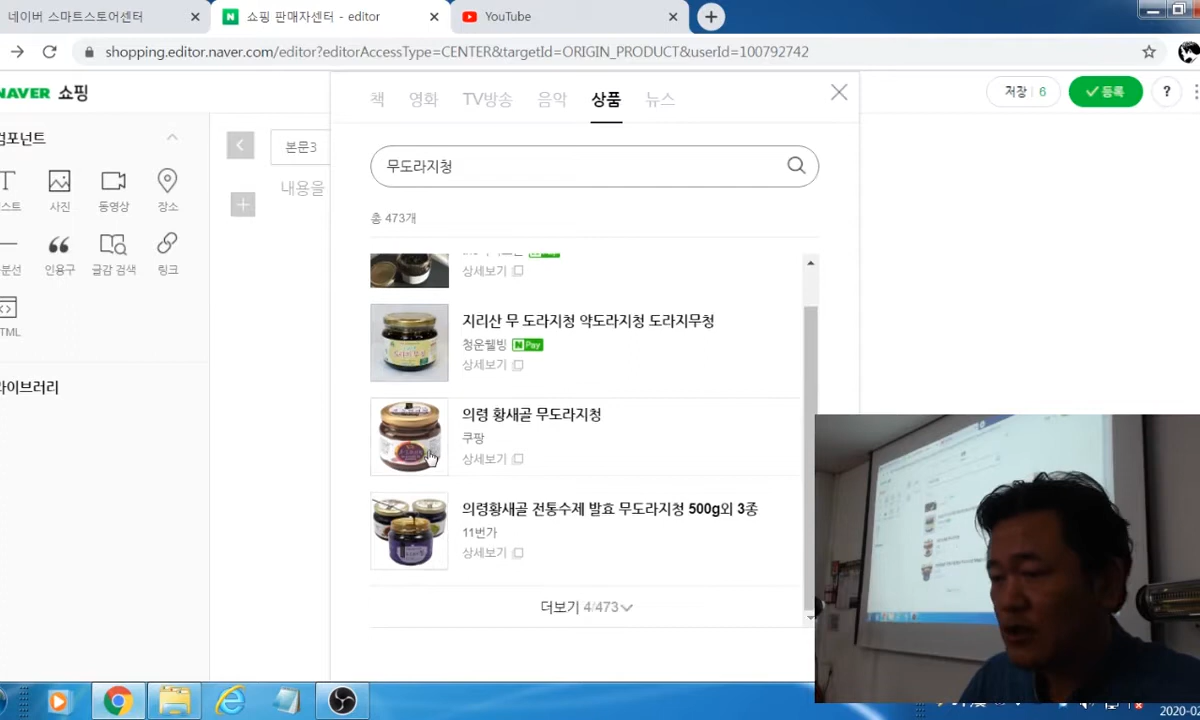 네이버 스마트스토어센터
쇼핑 판매자센터 - editor
YouTube
shopping.editor.naver.com/editor?editorAccessType=CENTER&targetId=ORIGIN_PRODUCT&userId=100792742
NAVER 쇼핑
책 영화 TV방송 음악 상품 뉴스
저장 6
등록
?
컴포넌트
본문3
무도라지청
내용을
사진 동영상 장소
총 473개
인용구 글감 검색 링크
상세보기
지리산 무 도라지청 약도라지청 도라지무청
청운웰빙 N Pay
상세보기
라이브러리
의령 황새골 무도라지청
쿠팡
상세보기
의령황새골 전통수제 발효 무도라지청 500g외 3종
11번가
상세보기
더보기 4/473